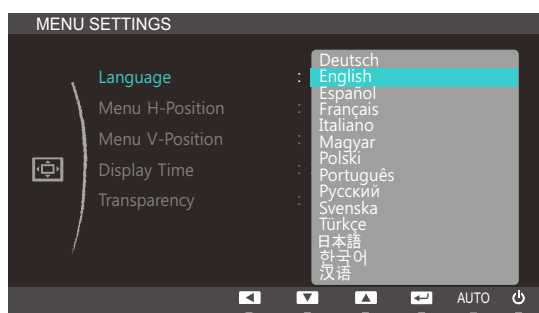 MENU SETTINGS
Language :
Menu H-Position :
Menu V-Position :
Display Time :
Transparency :
Deutsch
English
Español
Français
Italiano
Magyar
Polski
Português
Русский
Svenska
Türkçe
日本語
한국어
汉语
AUTO